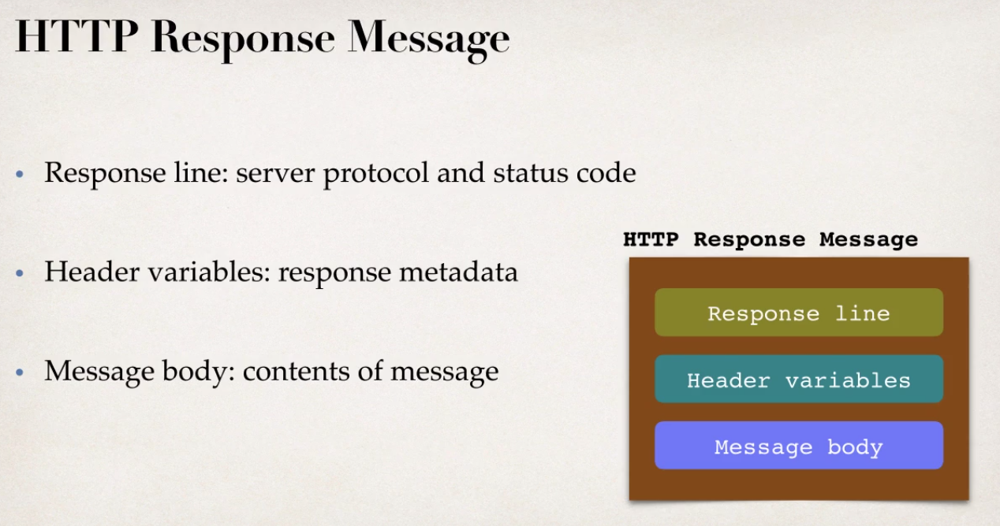 HTTP Response Message
• Response line: server protocol and status code
• Header variables: response metadata
• Message body: contents of message
HTTP Response Message
Response line
Header variables
Message body